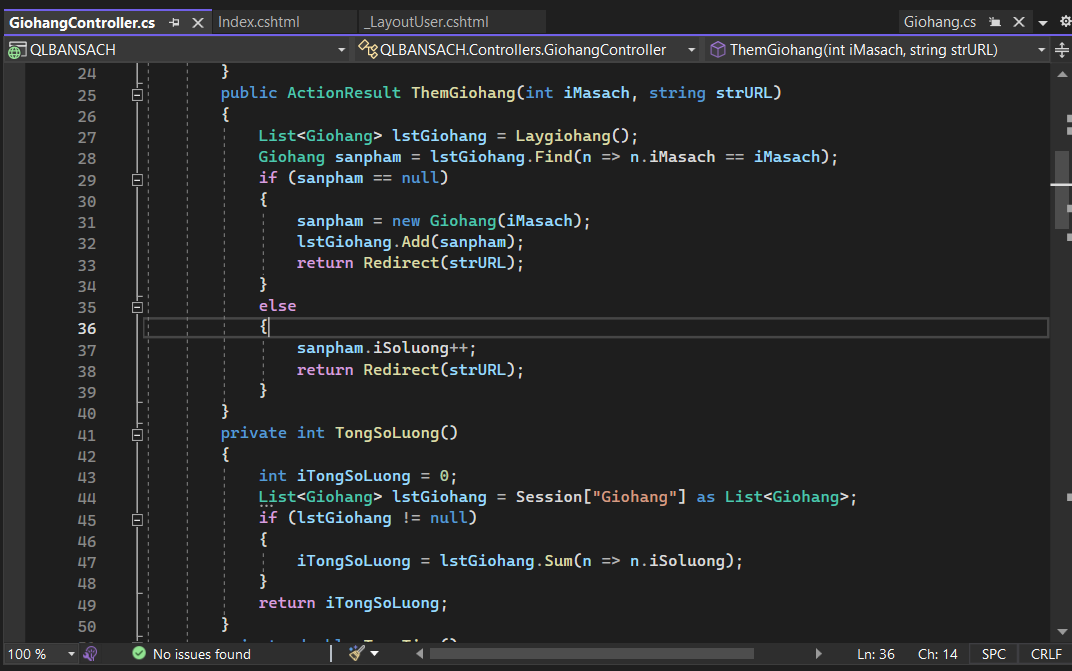 GiohangController.cs Index.cshtml _LayoutUser.cshtml Giohang.cs
QLBANSACH QLBANSACH.Controllers.GiohangController ThemGiohang(int iMasach, string strURL)
24 }
25 public ActionResult ThemGiohang(int iMasach, string strURL)
26 {
27 List<Giohang> lstGiohang = Laygiohang();
28 Giohang sanpham = lstGiohang.Find(n => n.iMasach == iMasach);
29 if (sanpham == null)
30 {
31 sanpham = new Giohang(iMasach);
32 lstGiohang.Add(sanpham);
33 return Redirect(strURL);
34 }
35 else
36 {
37 sanpham.iSoluong++;
38 return Redirect(strURL);
39 }
40 }
41 private int TongSoLuong()
42 {
43 int iTongSoLuong = 0;
44 List<Giohang> lstGiohang = Session["Giohang"] as List<Giohang>;
45 if (lstGiohang != null)
46 {
47 iTongSoLuong = lstGiohang.Sum(n => n.iSoluong);
48 }
49 return iTongSoLuong;
50 }
100 % No issues found Ln: 36 Ch: 14 SPC CRLF